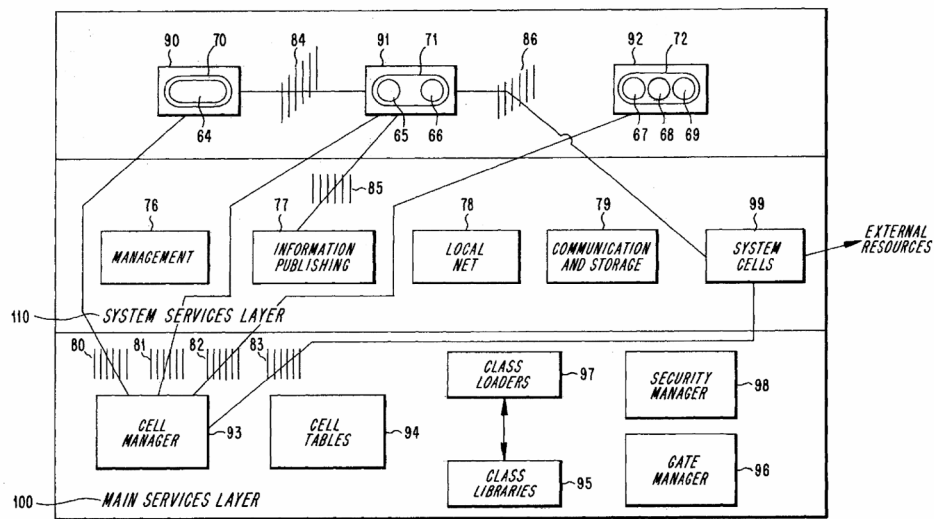 90 70 84 91 71 86 92 72
64 65 66 67 68 69
85
76 77 78 79 99
MANAGEMENT
INFORMATION
PUBLISHING
LOCAL
NET
COMMUNICATION
AND STORAGE
SYSTEM
CELLS
EXTERNAL
RESOURCES
110 SYSTEM SERVICES LAYER
80 81 82 83
CELL
MANAGER
93
CELL
TABLES
94
CLASS
LOADERS
97
SECURITY
MANAGER
98
CLASS
LIBRARIES
95
GATE
MANAGER
96
100 MAIN SERVICES LAYER